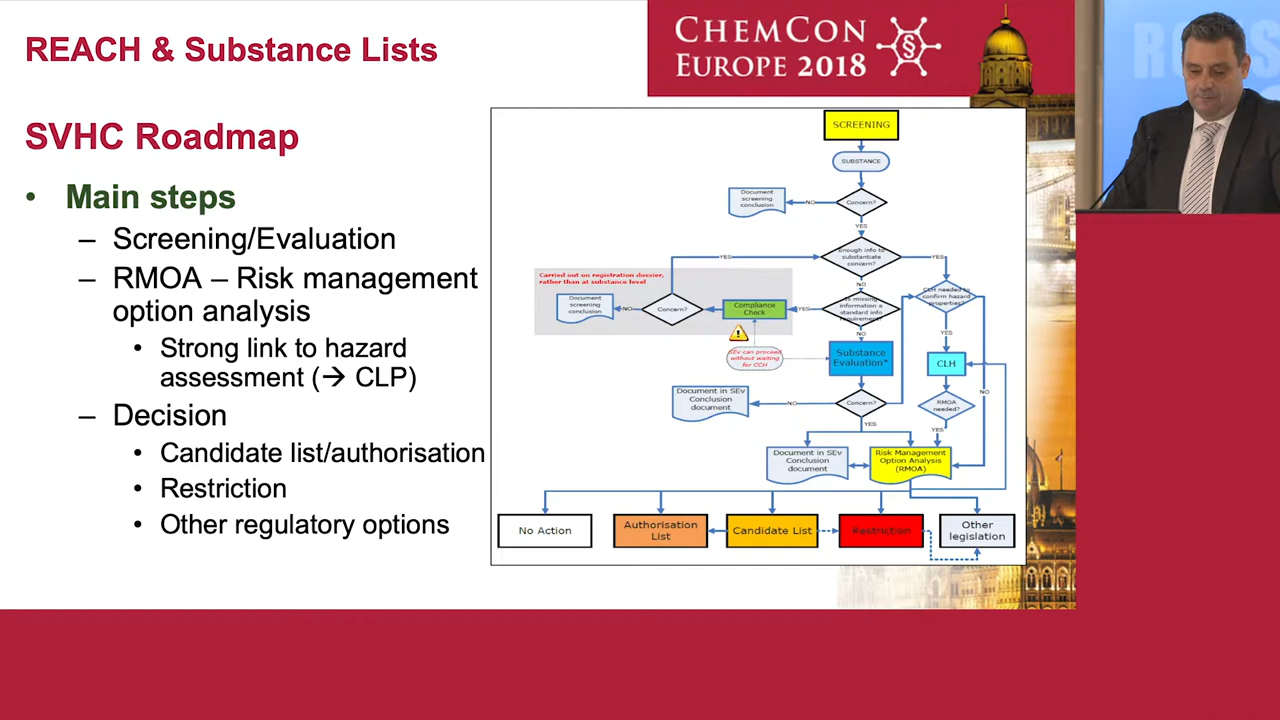 REACH & Substance Lists
CHEMCON
EUROPE 2018
§
SVHC Roadmap
• Main steps
– Screening/Evaluation
– RMOA – Risk management
option analysis
• Strong link to hazard
assessment (→ CLP)
– Decision
• Candidate list/authorisation
• Restriction
• Other regulatory options
SCREENING
SUBSTANCE
Document
screening
conclusion
NO
Concern?
YES
YES
Enough info to
substantiate
concern?
YES
NO
Carried out on registration dossier,
rather than at substance level
Document
screening
conclusion
NO
Concern?
Compliance
Check
YES
Is missing
information a
standard info
requirement?
CLH needed to
confirm hazard
properties?
NO
YES
SEv can proceed
without waiting
for CCH
Substance
Evaluation*
CLH
NO
Document in SEv
Conclusion
document
NO
Concern?
RMOA
needed?
YES
YES
Document in SEv
Conclusion
document
Risk Management
Option Analysis
(RMOA)
No Action
Authorisation
List
Candidate List
Restriction
Other
legislation